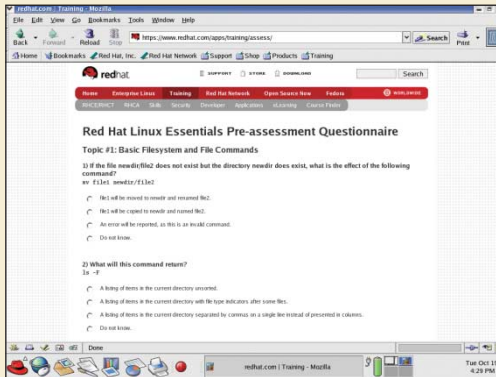 redhat.com | Training - Mozilla
File Edit View Go Bookmarks Tools Window Help
Back Forward Reload Stop https://www.redhat.com/apps/training/assess/ Search Print
Home Bookmarks Red Hat, Inc. Red Hat Network Support Shop Products Training
redhat SUPPORT STORE DOWNLOAD Search
Home Enterprise Linux Training Red Hat Network Open Source Now Fedora WORLDWIDE
RHCE/RHCT RHCA Skills Security Developer Applications eLearning Course Finder
Red Hat Linux Essentials Pre-assessment Questionnaire
Topic #1: Basic Filesystem and File Commands
1) If the file newdir/file2 does not exist but the directory newdir does exist, what is the effect of the following
command?
mv file1 newdir/file2
file1 will be moved to newdir and renamed file2.
file1 will be copied to newdir and named file2.
An error will be reported, as this is an invalid command.
Do not know.
2) What will this command return?
ls -F
A listing of items in the current directory unsorted.
A listing of items in the current directory with file type indicators after some files.
A listing of items in the current directory separated by commas on a single line instead of presented in columns.
Do not know.
Done
redhat.com | Training - Mozilla
Tue Oct 19
4:29 PM